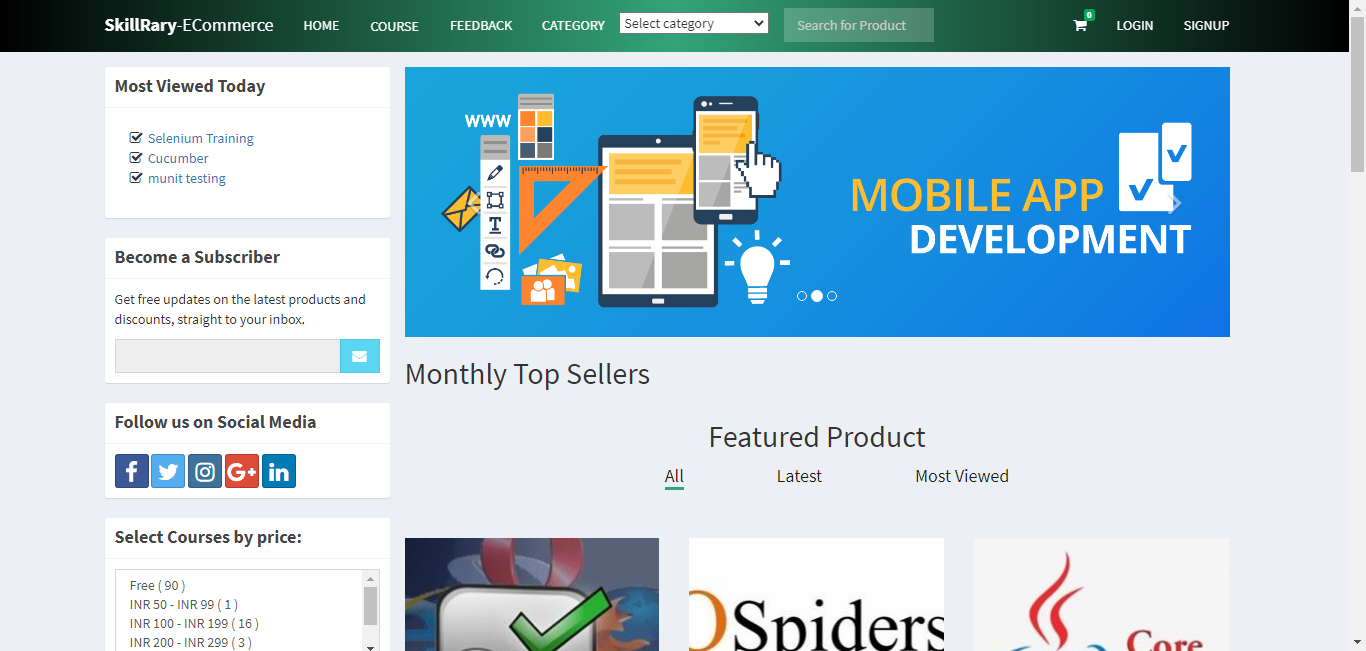 SkillRary-ECommerce HOME COURSE FEEDBACK CATEGORY Select category Search for Product 0 LOGIN SIGNUP
Most Viewed Today
Selenium Training
Cucumber
munit testing
Become a Subscriber
Get free updates on the latest products and
discounts, straight to your inbox.
Follow us on Social Media
Select Courses by price:
Free ( 90 )
INR 50 - INR 99 ( 1 )
INR 100 - INR 199 ( 16 )
INR 200 - INR 299 ( 3 )
WWW
T
MOBILE APP
DEVELOPMENT
Monthly Top Sellers
Featured Product
All Latest Most Viewed
Spiders
Core